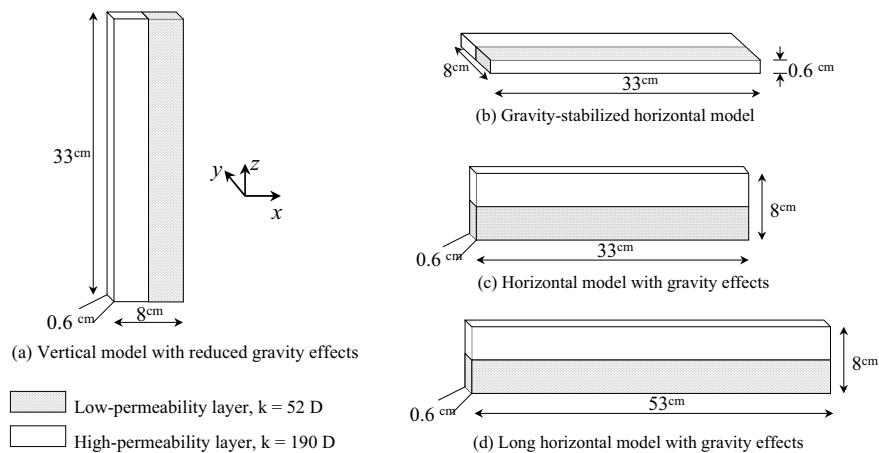 33cm
y
z
x
0.6 cm
8cm
(a) Vertical model with reduced gravity effects
Low-permeability layer, k = 52 D
High-permeability layer, k = 190 D
8cm
33cm
0.6 cm
(b) Gravity-stabilized horizontal model
8cm
0.6 cm
33cm
(c) Horizontal model with gravity effects
8cm
0.6 cm
53cm
(d) Long horizontal model with gravity effects